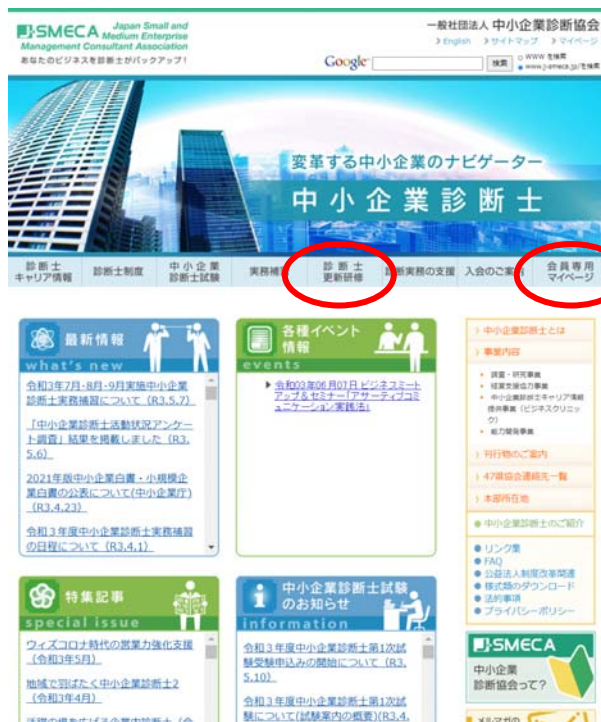 J-SMECA Japan Small and
Medium Enterprise
Management Consultant Association
あなたのビジネスを診断士がバックアップ!
一般社団法人 中小企業診断協会
English サイトマップ マイページ
Google 検索 WWW を検索
www.j-smeca.jp/を検索
変革する中小企業のナビゲーター
中小企業診断士
診断士
キャリア情報
診断士制度
中小企業
診断士試験
実務補
診断士
更新研修
断実務の支援
入会のご案
会員専用
マイページ
最新情報
what's new
令和3年7月・8月・9月実施中小企業
診断士実務補習について(R3.5.7)
「中小企業診断士活動状況アンケー
ト調査」結果を掲載しました(R3.
5.6)
2021年版中小企業白書・小規模企
業白書の公表について(中小企業庁)
(R3.4.23)
令和3年度中小企業診断士実務補習
の日程について(R3.4.1)
各種イベント
情報
events
令和03年06月07日 ビジネスミート
アップ&セミナー「アサーティブコミ
ュニケーション実践法」
中小企業診断士とは
事業内容
調査・研究事業
経営支援協力事業
中小企業診断士キャリア情報
提供事業(ビジネスクリニッ
ク)
能力開発事業
刊行物のご案内
47県協会連絡先一覧
本部所在地
中小企業診断士のご紹介
リンク集
FAQ
公益法人制度改革関連
様式類のダウンロード
法的事項
プライバシーポリシー
特集記事
special issue
ウィズコロナ時代の営業力強化支援
(令和3年5月)
地域で羽ばたく中小企業診断士2
(令和3年4月)
活躍の場を広げる企業内診断士(令
中小企業診断士試験
のお知らせ
information
令和3年度中小企業診断士第1次試
験受験申込みの開始について(R3.
5.10)
令和3年度中小企業診断士第1次試
験について(試験案内の概要)(R3.4.
J-SMECA
中小企業
診断協会って?
メルマガの